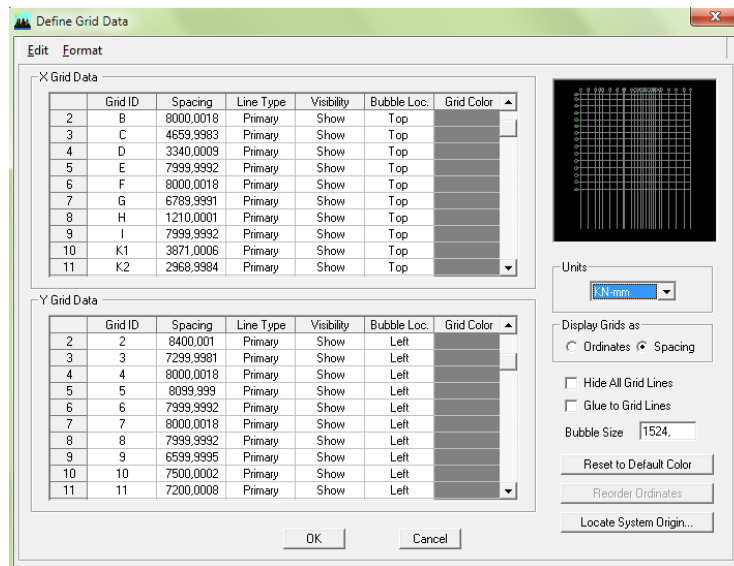 Define Grid Data
Edit Format
X Grid Data
Grid ID Spacing Line Type Visibility Bubble Loc. Grid Color
2 B 8000,0018 Primary Show Top
3 C 4659,9983 Primary Show Top
4 D 3340,0009 Primary Show Top
5 E 7999,9992 Primary Show Top
6 F 8000,0018 Primary Show Top
7 G 6789,9991 Primary Show Top
8 H 1210,0001 Primary Show Top
9 I 7999,9992 Primary Show Top
10 K1 3871,0006 Primary Show Top
11 K2 2968,9984 Primary Show Top
Y Grid Data
Grid ID Spacing Line Type Visibility Bubble Loc. Grid Color
2 2 8400,001 Primary Show Left
3 3 7299,9981 Primary Show Left
4 4 8000,0018 Primary Show Left
5 5 8099,999 Primary Show Left
6 6 7999,9992 Primary Show Left
7 7 8000,0018 Primary Show Left
8 8 7999,9992 Primary Show Left
9 9 6599,9995 Primary Show Left
10 10 7500,0002 Primary Show Left
11 11 7200,0008 Primary Show Left
Units
KN-mm
Display Grids as
Ordinates Spacing
Hide All Grid Lines
Glue to Grid Lines
Bubble Size 1524,
Reset to Default Color
Reorder Ordinates
Locate System Origin...
OK Cancel